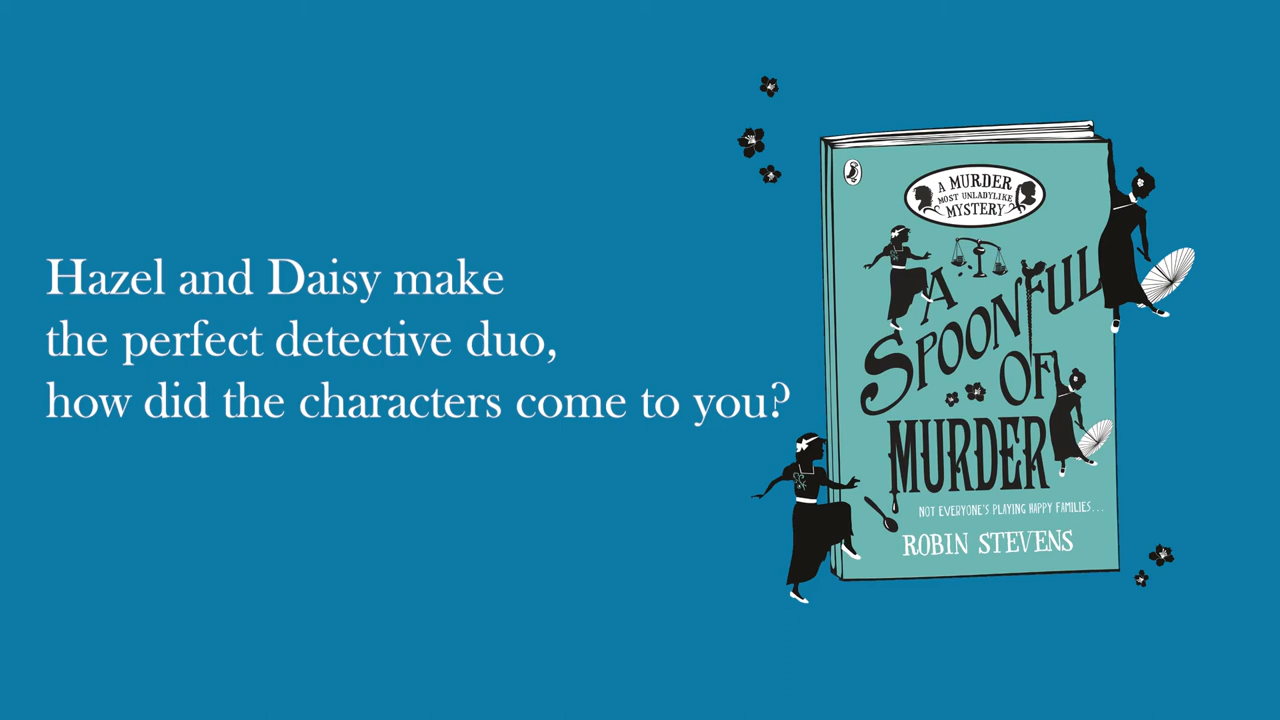 Hazel and Daisy make
the perfect detective duo,
how did the characters come to you?
A MURDER
MOST UNLADYLIKE
MYSTERY
A
SPOONFUL
OF
MURDER
NOT EVERYONE'S PLAYING HAPPY FAMILIES...
ROBIN STEVENS